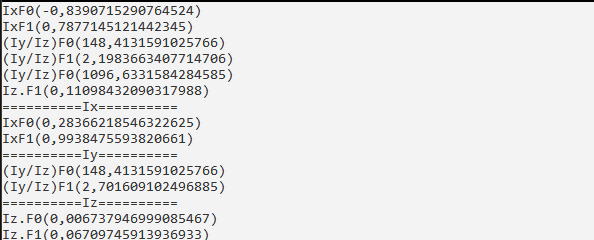 IxF0(-0,8390715290764524)
IxF1(0,7877145121442345)
(Iy/Iz)F0(148,4131591025766)
(Iy/Iz)F1(2,1983663407714706)
(Iy/Iz)F0(1096,6331584284585)
Iz.F1(0,11098432090317988)
==========Ix==========
IxF0(0,28366218546322625)
IxF1(0,9938475593820661)
==========Iy==========
(Iy/Iz)F0(148,4131591025766)
(Iy/Iz)F1(2,701609102496885)
==========Iz==========
Iz.F0(0,006737946999085467)
Iz.F1(0,06709745913936933)